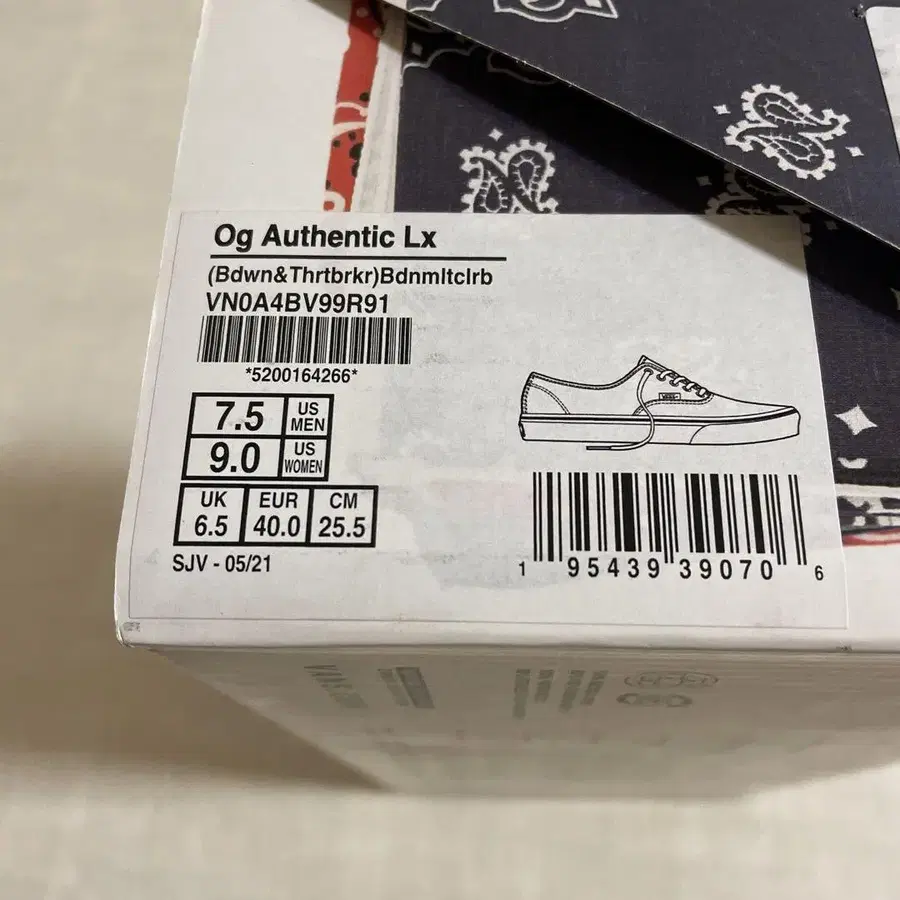 Og Authentic Lx
(Bdwn&Thrtbrkr)Bdnmltclrb
VN0A4BV99R91
*5200164266*
7.5 US MEN
9.0 US WOMEN
UK EUR CM
6.5 40.0 25.5
SJV - 05/21
1 95439 39070 6